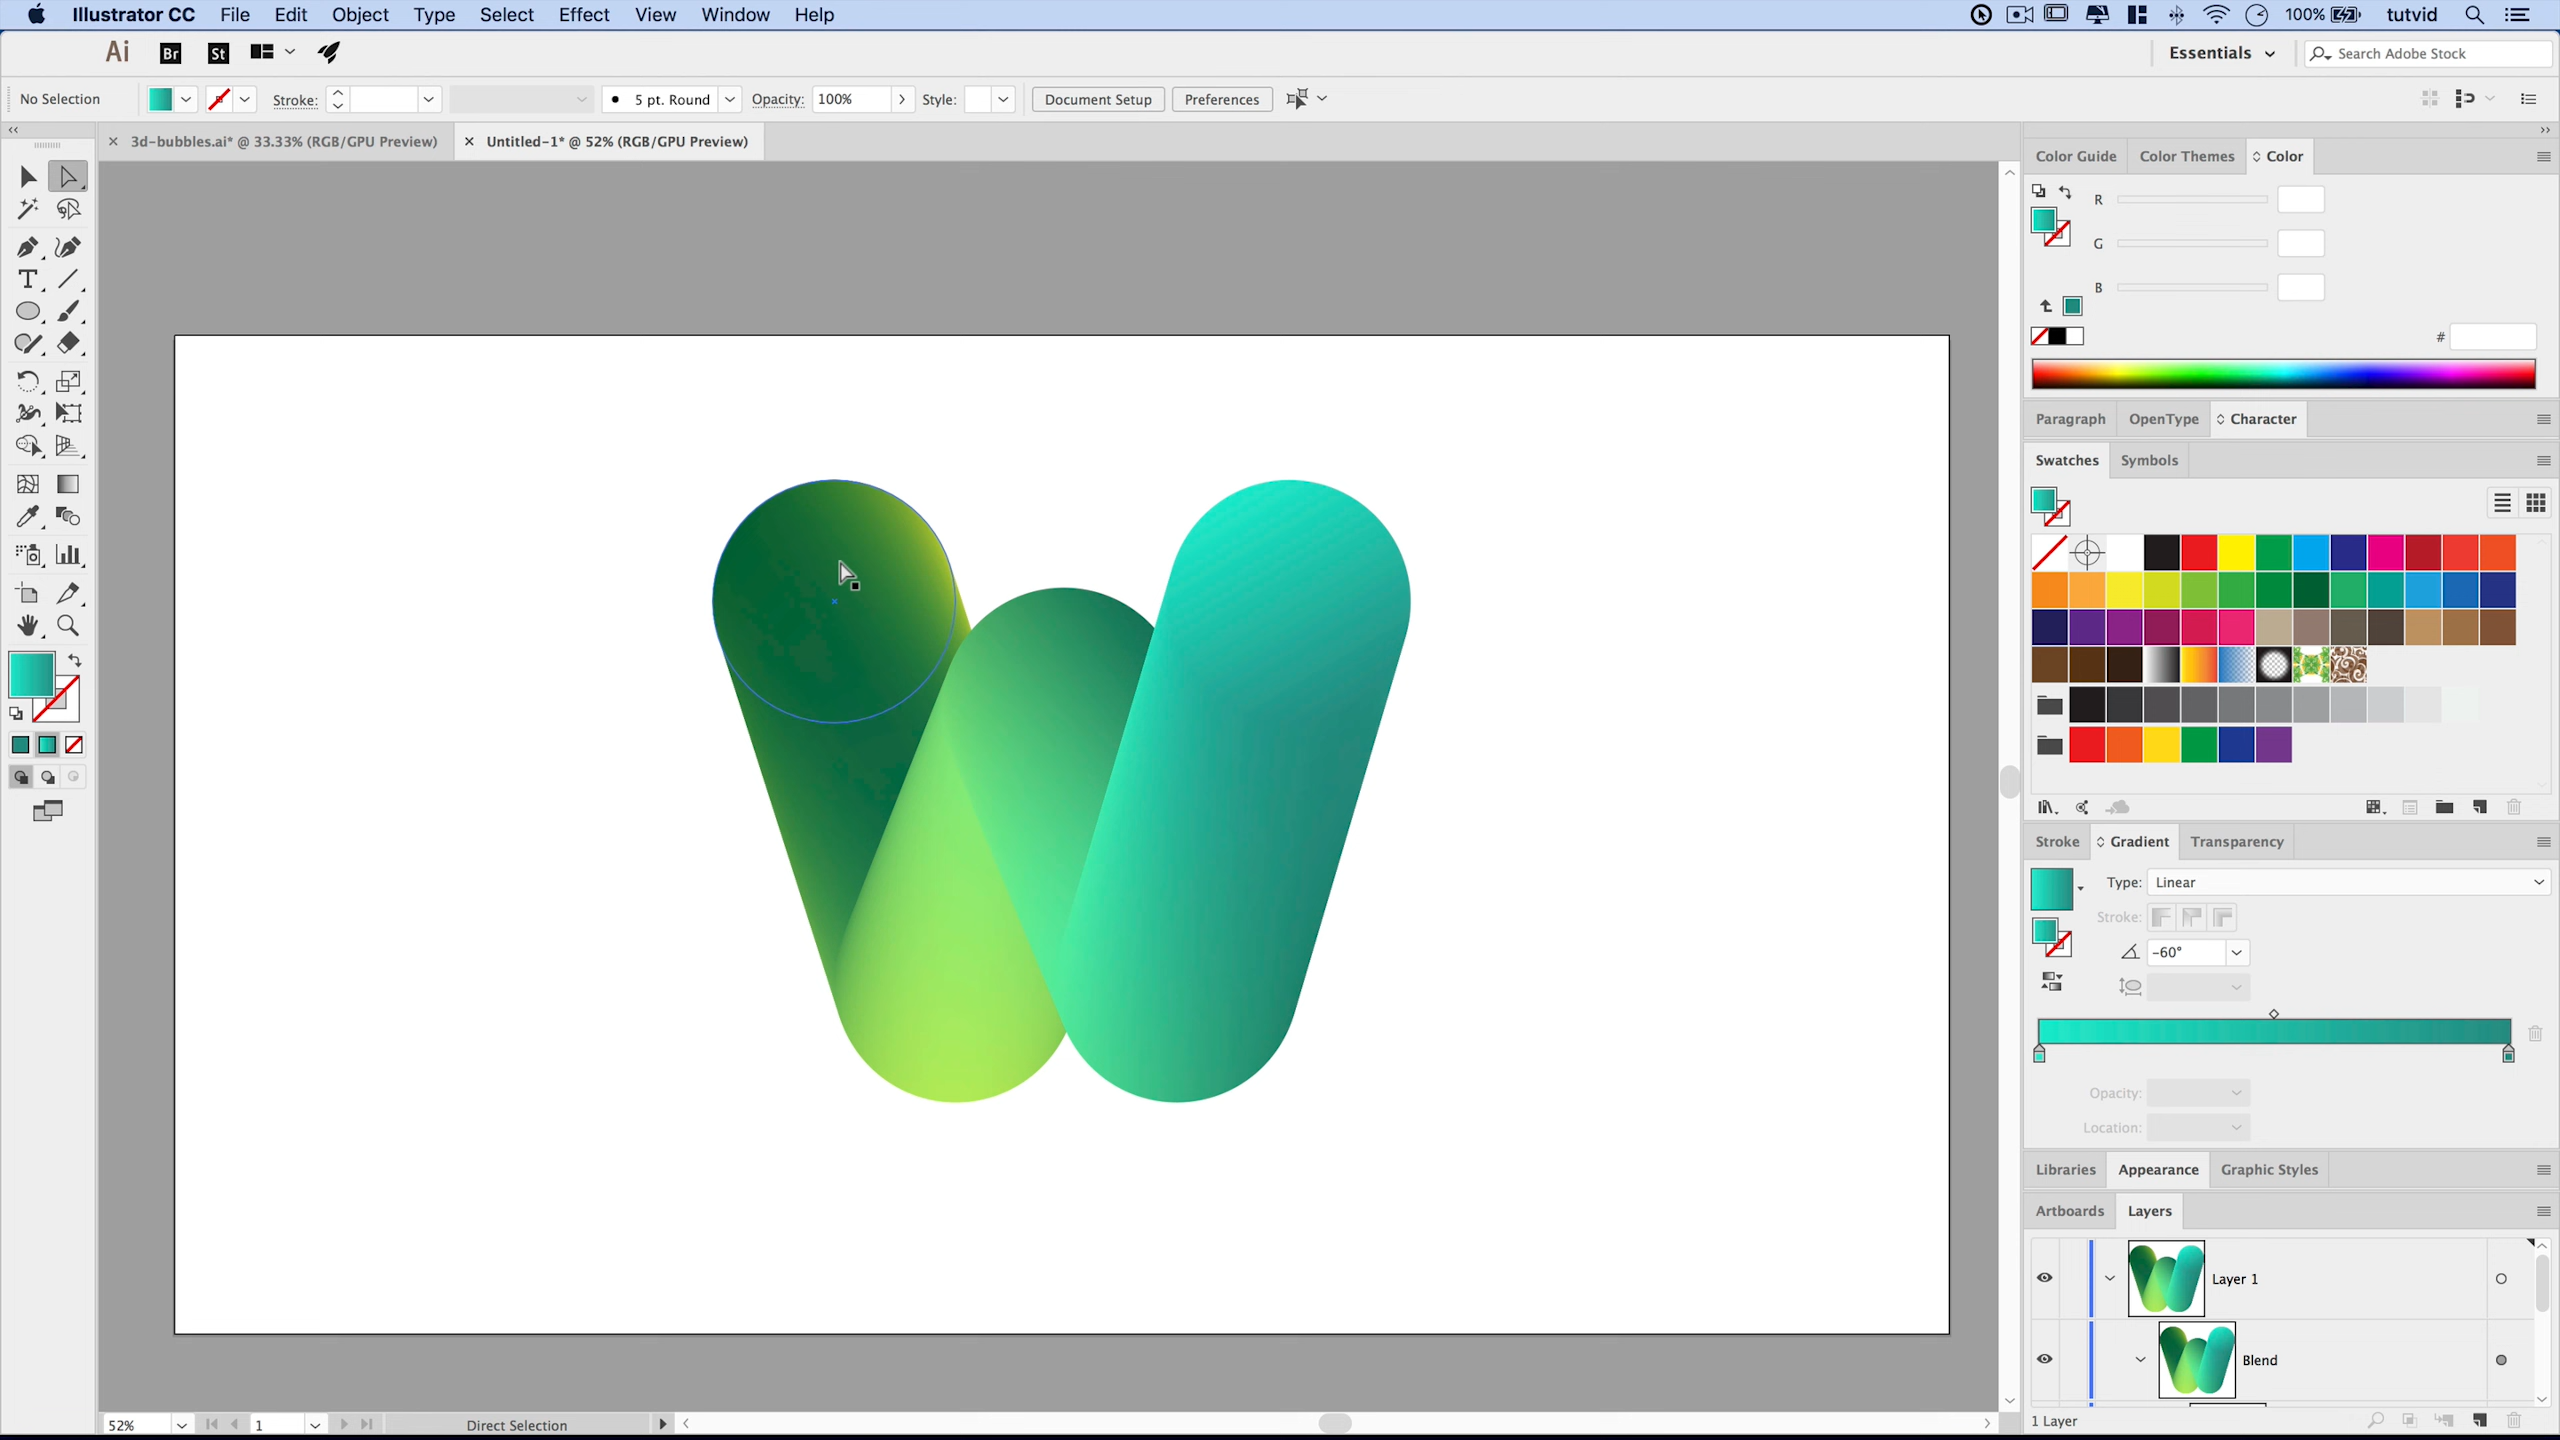 Illustrator CC File Edit Object Type Select Effect View Window Help 100% tutvid
Ai Br St Essentials Search Adobe Stock
No Selection Stroke: 5 pt. Round Opacity: 100% Style: Document Setup Preferences
3d-bubbles.ai* @ 33.33% (RGB/GPU Preview) Untitled-1* @ 52% (RGB/GPU Preview)
Color Guide Color Themes Color
R
G
B
#
Paragraph OpenType Character
Swatches Symbols
Stroke Gradient Transparency
Type: Linear
Stroke:
-60°
Opacity:
Location:
Libraries Appearance Graphic Styles
Artboards Layers
Layer 1
Blend
52% 1 Direct Selection 1 Layer